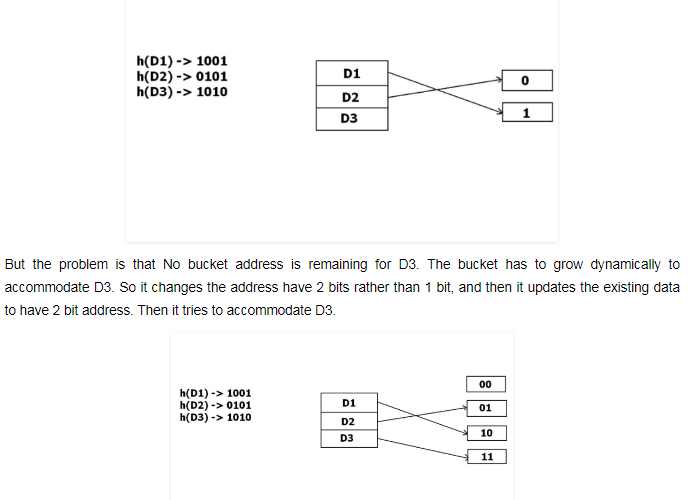 h(D1) -> 1001
h(D2) -> 0101
h(D3) -> 1010
D1
D2
D3
0
1
But the problem is that No bucket address is remaining for D3. The bucket has to grow dynamically to
accommodate D3. So it changes the address have 2 bits rather than 1 bit, and then it updates the existing data
to have 2 bit address. Then it tries to accommodate D3.
h(D1) -> 1001
h(D2) -> 0101
h(D3) -> 1010
D1
D2
D3
00
01
10
11